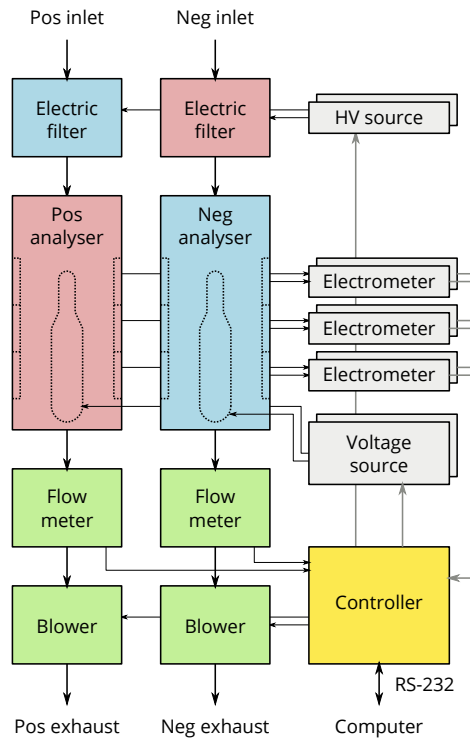 Pos inlet
Neg inlet
Electric
filter
Electric
filter
HV source
Pos
analyser
Neg
analyser
Electrometer
Electrometer
Electrometer
Voltage
source
Flow
meter
Flow
meter
Controller
Blower
Blower
RS-232
Pos exhaust
Neg exhaust
Computer